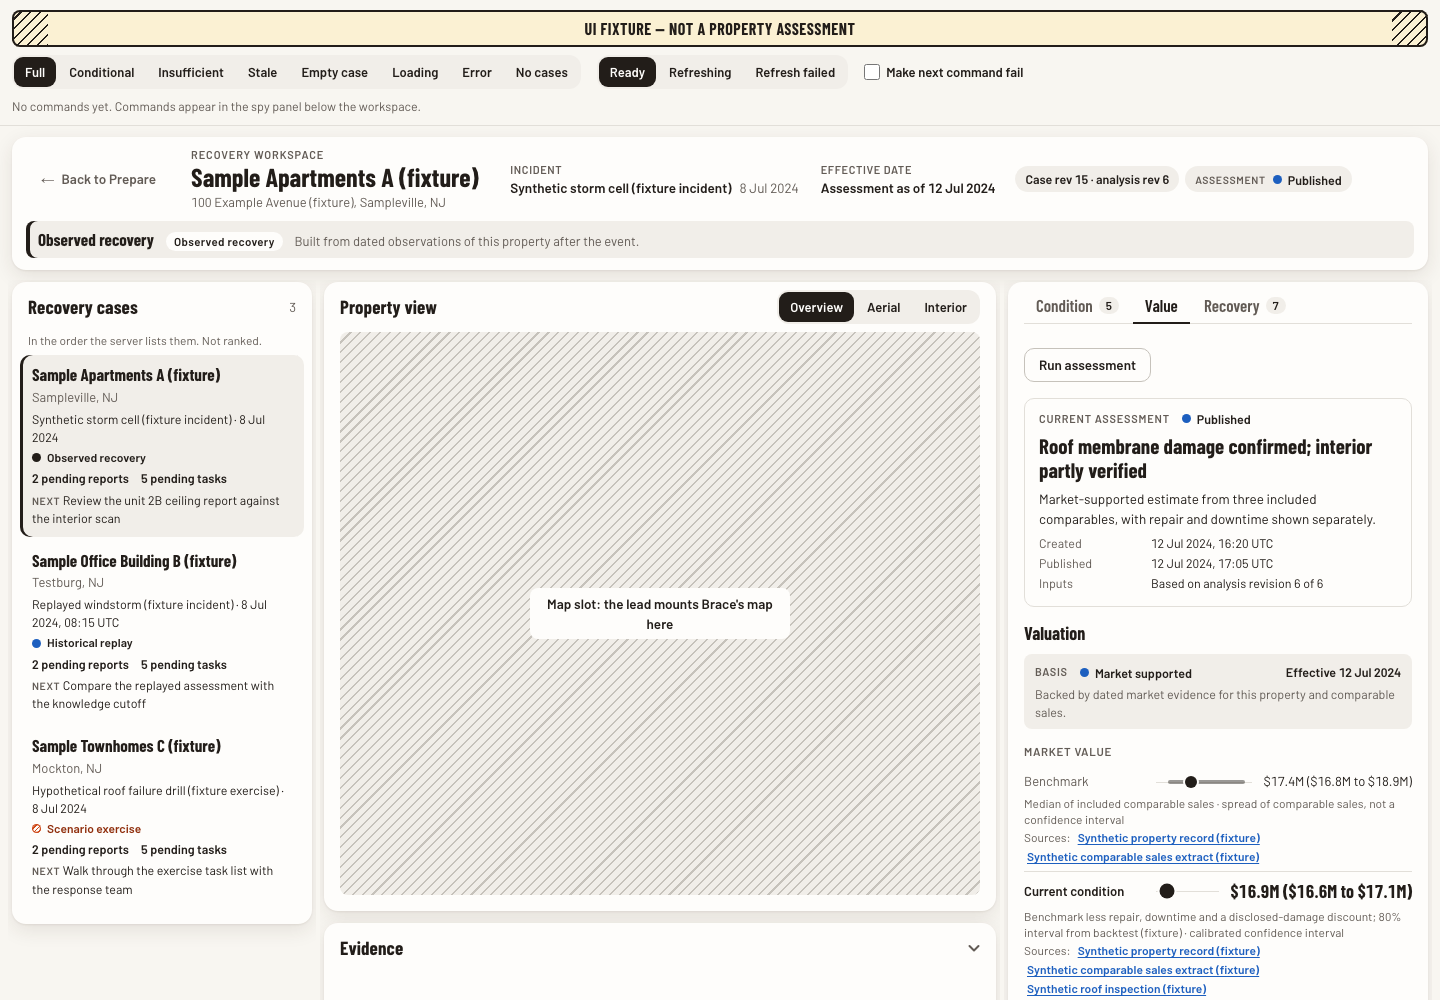 UI FIXTURE — NOT A PROPERTY ASSESSMENT
Full Conditional Insufficient Stale Empty case Loading Error No cases Ready Refreshing Refresh failed Make next command fail
No commands yet. Commands appear in the spy panel below the workspace.
← Back to Prepare
RECOVERY WORKSPACE
Sample Apartments A (fixture)
100 Example Avenue (fixture), Sampleville, NJ
INCIDENT
Synthetic storm cell (fixture incident) 8 Jul 2024
EFFECTIVE DATE
Assessment as of 12 Jul 2024
Case rev 15 · analysis rev 6
ASSESSMENT Published
Observed recovery Observed recovery Built from dated observations of this property after the event.
Recovery cases 3
In the order the server lists them. Not ranked.
Sample Apartments A (fixture)
Sampleville, NJ
Synthetic storm cell (fixture incident) · 8 Jul
2024
Observed recovery
2 pending reports 5 pending tasks
NEXT Review the unit 2B ceiling report against
the interior scan
Sample Office Building B (fixture)
Testburg, NJ
Replayed windstorm (fixture incident) · 8 Jul
2024, 08:15 UTC
Historical replay
2 pending reports 5 pending tasks
NEXT Compare the replayed assessment with
the knowledge cutoff
Sample Townhomes C (fixture)
Mockton, NJ
Hypothetical roof failure drill (fixture exercise) ·
8 Jul 2024
Scenario exercise
2 pending reports 5 pending tasks
NEXT Walk through the exercise task list with
the response team
Property view
Overview Aerial Interior
Map slot: the lead mounts Brace's map
here
Evidence
Condition 5 Value Recovery 7
Run assessment
CURRENT ASSESSMENT Published
Roof membrane damage confirmed; interior
partly verified
Market-supported estimate from three included
comparables, with repair and downtime shown separately.
Created 12 Jul 2024, 16:20 UTC
Published 12 Jul 2024, 17:05 UTC
Inputs Based on analysis revision 6 of 6
Valuation
BASIS Market supported Effective 12 Jul 2024
Backed by dated market evidence for this property and comparable
sales.
MARKET VALUE
Benchmark $17.4M ($16.8M to $18.9M)
Median of included comparable sales · spread of comparable sales, not a
confidence interval
Sources: Synthetic property record (fixture)
Synthetic comparable sales extract (fixture)
Current condition $16.9M ($16.6M to $17.1M)
Benchmark less repair, downtime and a disclosed-damage discount; 80%
interval from backtest (fixture) · calibrated confidence interval
Sources: Synthetic property record (fixture)
Synthetic comparable sales extract (fixture)
Synthetic roof inspection (fixture)